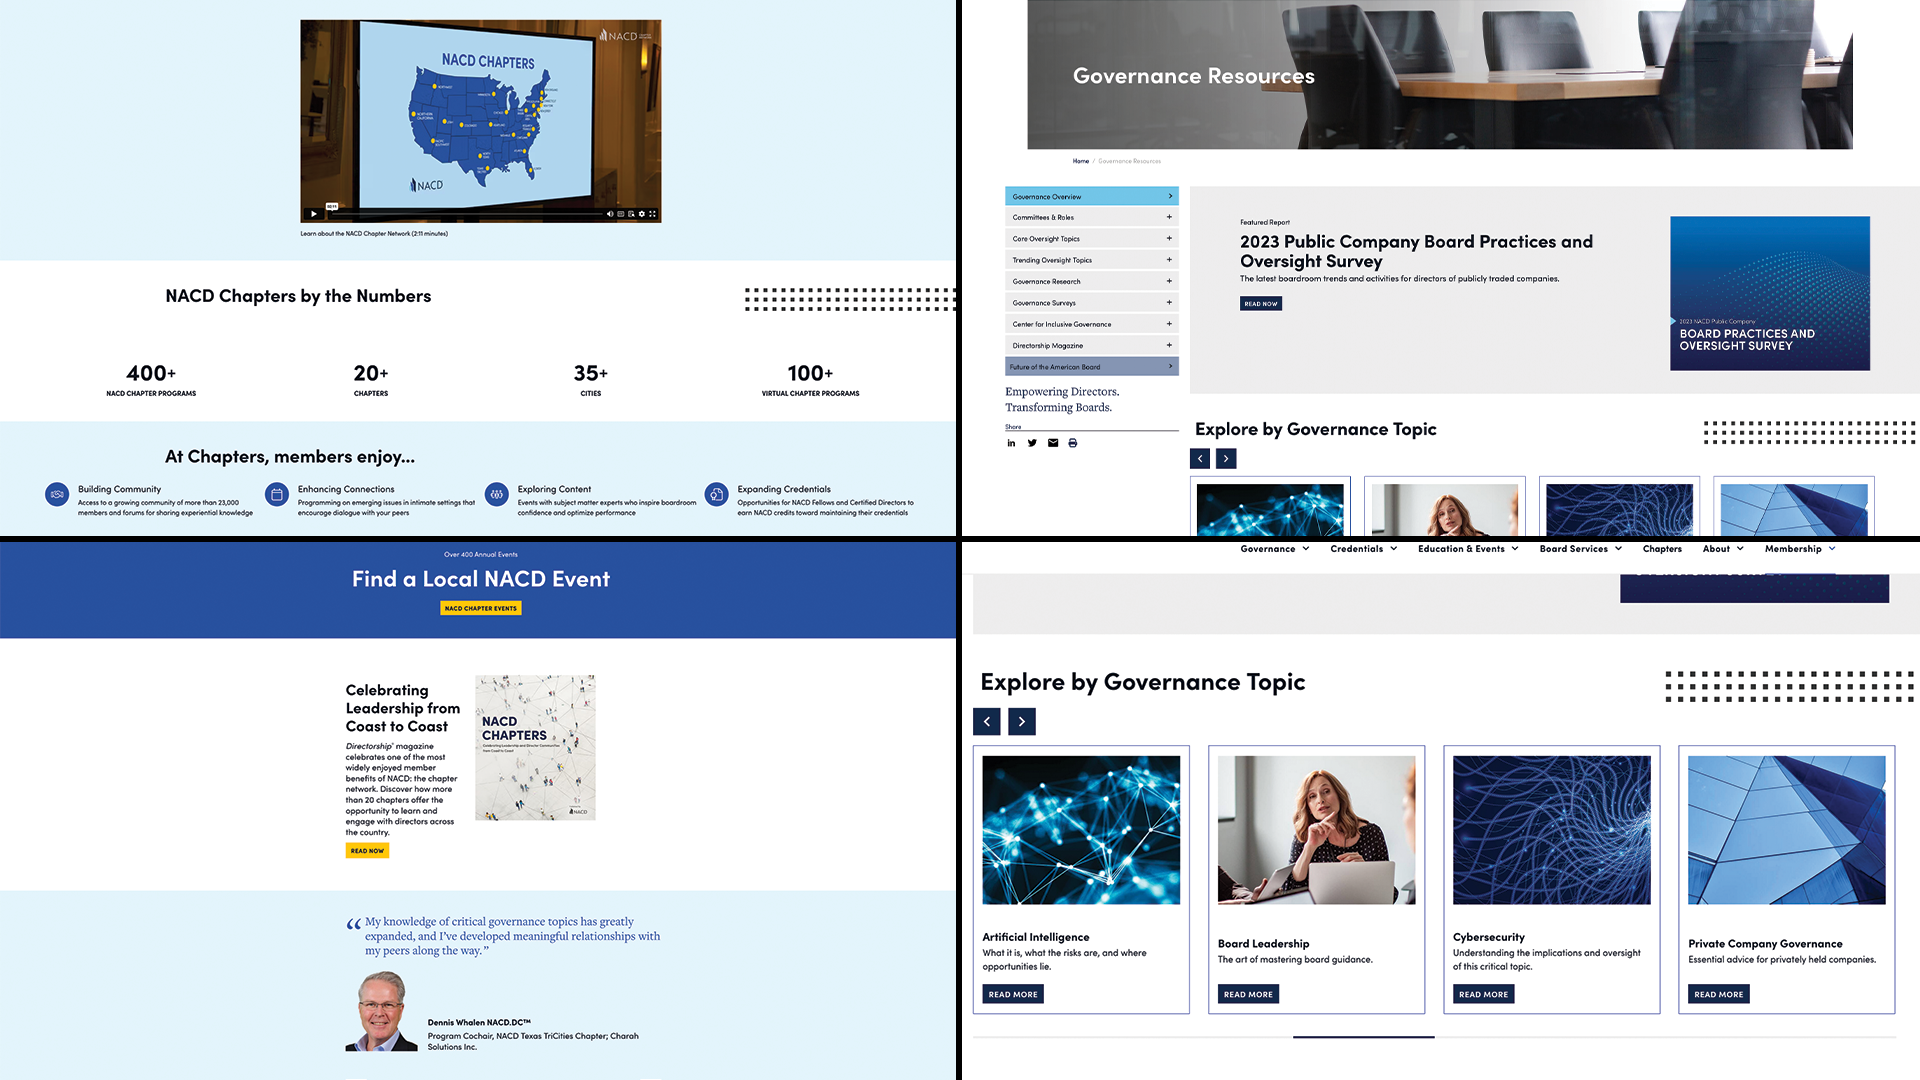 NACD
NACD CHAPTERS
NACD
Learn about the NACD Chapter Network (2:11 minutes)
NACD Chapters by the Numbers
400+
NACD CHAPTER PROGRAMS
20+
CHAPTERS
35+
CITIES
100+
VIRTUAL CHAPTER PROGRAMS
At Chapters, members enjoy...
Building Community
Access to a growing community of more than 23,000
members and forums for sharing experiential knowledge
Enhancing Connections
Programming on emerging issues in intimate settings that
encourage dialogue with your peers
Exploring Content
Events with subject matter experts who inspire boardroom
confidence and optimize performance
Expanding Credentials
Opportunities for NACD Fellows and Certified Directors to
earn NACD credits toward maintaining their credentials
Governance Resources
Home / Governance Resources
Governance Overview
Committees & Roles
Core Oversight Topics
Trending Oversight Topics
Governance Research
Governance Surveys
Center for Inclusive Governance
Directorship Magazine
Future of the American Board
Empowering Directors.
Transforming Boards.
Share
Featured Report
2023 Public Company Board Practices and
Oversight Survey
The latest boardroom trends and activities for directors of publicly traded companies.
READ NOW
2023 NACD Public Company
BOARD PRACTICES AND
OVERSIGHT SURVEY
Explore by Governance Topic
Over 400 Annual Events
Find a Local NACD Event
NACD CHAPTER EVENTS
Celebrating
Leadership from
Coast to Coast
Directorship® magazine
celebrates one of the most
widely enjoyed member
benefits of NACD: the chapter
network. Discover how more
than 20 chapters offer the
opportunity to learn and
engage with directors across
the country.
READ NOW
NACD
CHAPTERS
Celebrating Leadership and Director Communities
from Coast to Coast
NACD
“My knowledge of critical governance topics has greatly
expanded, and I’ve developed meaningful relationships with
my peers along the way.”
Dennis Whalen NACD.DC™
Program Cochair, NACD Texas TriCities Chapter; Charah
Solutions Inc.
Governance
Credentials
Education & Events
Board Services
Chapters
About
Membership
Explore by Governance Topic
Artificial Intelligence
What it is, what the risks are, and where
opportunities lie.
READ MORE
Board Leadership
The art of mastering board guidance.
READ MORE
Cybersecurity
Understanding the implications and oversight
of this critical topic.
READ MORE
Private Company Governance
Essential advice for privately held companies.
READ MORE